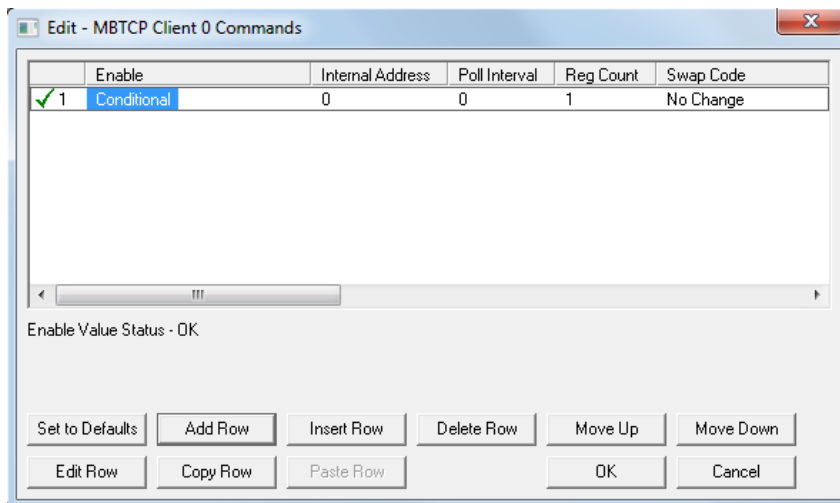 Edit - MBTCP Client 0 Commands
Enable Internal Address Poll Interval Reg Count Swap Code
1 Conditional 0 0 1 No Change
Enable Value Status - OK
Set to Defaults Add Row Insert Row Delete Row Move Up Move Down
Edit Row Copy Row Paste Row OK Cancel